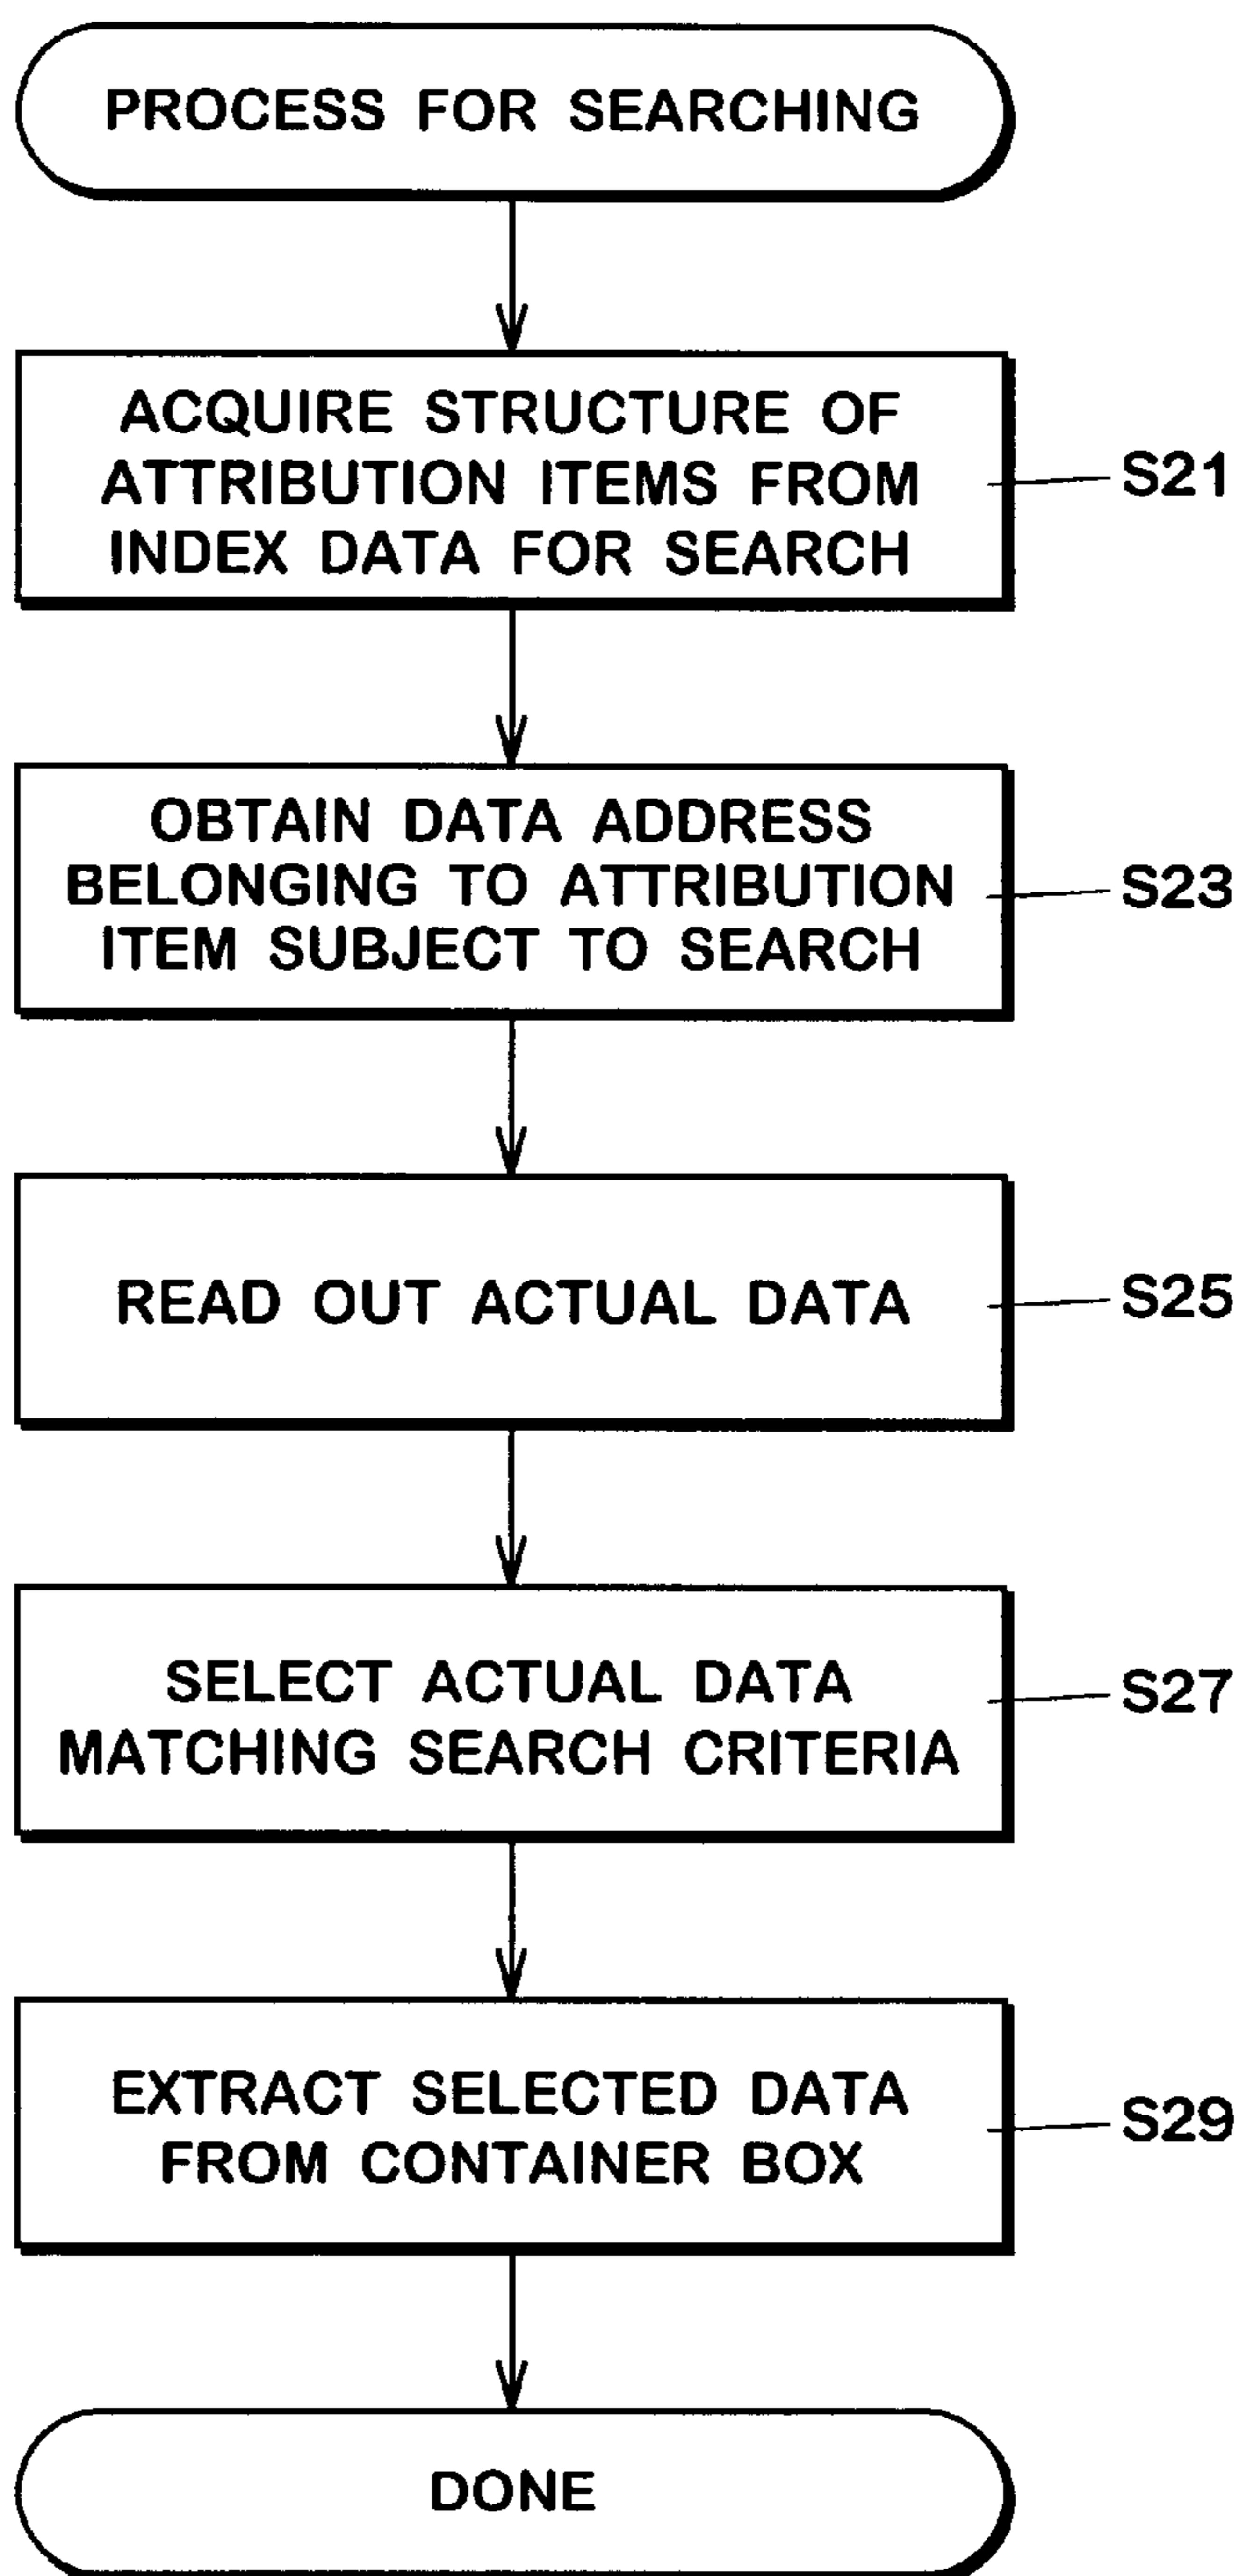 PROCESS FOR SEARCHING
ACQUIRE STRUCTURE OF
ATTRIBUTION ITEMS FROM
INDEX DATA FOR SEARCH
S21
OBTAIN DATA ADDRESS
BELONGING TO ATTRIBUTION
ITEM SUBJECT TO SEARCH
S23
READ OUT ACTUAL DATA
S25
SELECT ACTUAL DATA
MATCHING SEARCH CRITERIA
S27
EXTRACT SELECTED DATA
FROM CONTAINER BOX
S29
DONE